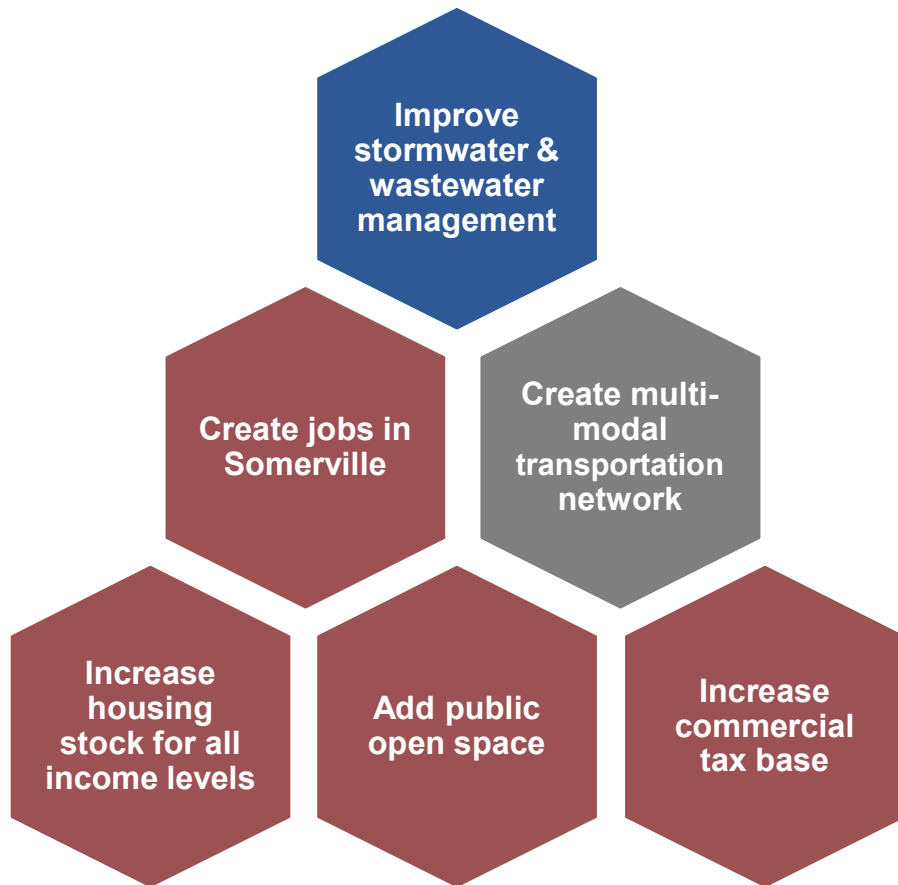 Improve
stormwater &
wastewater
management
Create jobs in
Somerville
Create multi-
modal
transportation
network
Increase
housing
stock for all
income levels
Add public
open space
Increase
commercial
tax base